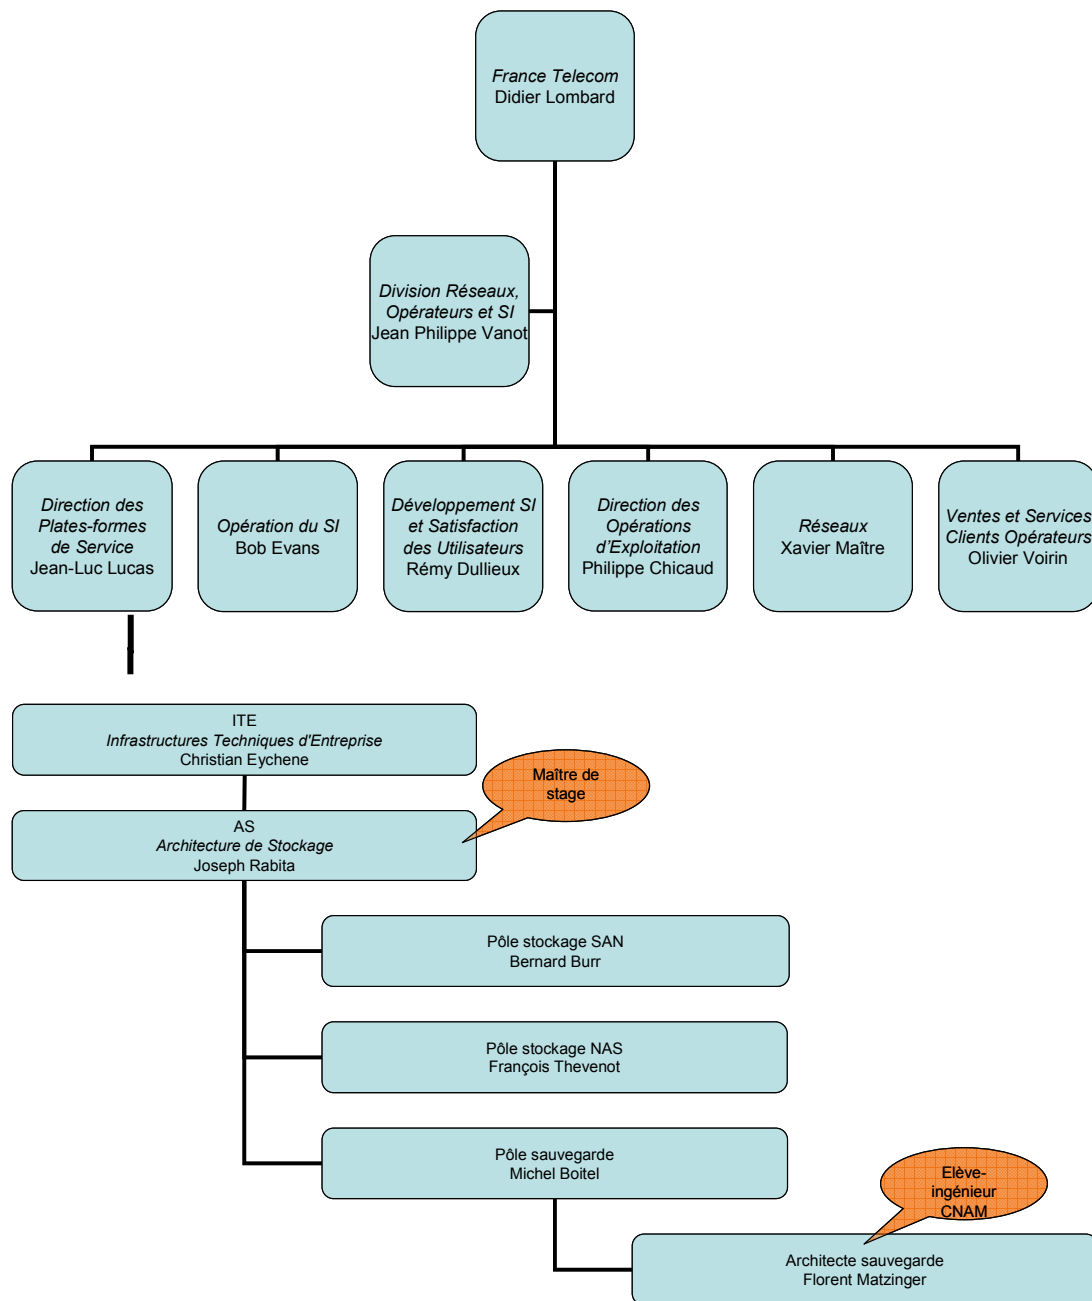 France Telecom
Didier Lombard
Division Réseaux,
Opérateurs et SI
Jean Philippe Vanot
Direction des
Plates-formes
de Service
Jean-Luc Lucas
Opération du SI
Bob Evans
Développement SI
et Satisfaction
des Utilisateurs
Rémy Dullieux
Direction des
Opérations
d'Exploitation
Philippe Chicaud
Réseaux
Xavier Maître
Ventes et Services
Clients Opérateurs
Olivier Voirin
ITE
Infrastructures Techniques d'Entreprise
Christian Eychene
Maître de
stage
AS
Architecture de Stockage
Joseph Rabita
Pôle stockage SAN
Bernard Burr
Pôle stockage NAS
François Thevenot
Pôle sauvegarde
Michel Boitel
Elève-
ingénieur
CNAM
Architecte sauvegarde
Florent Matzinger